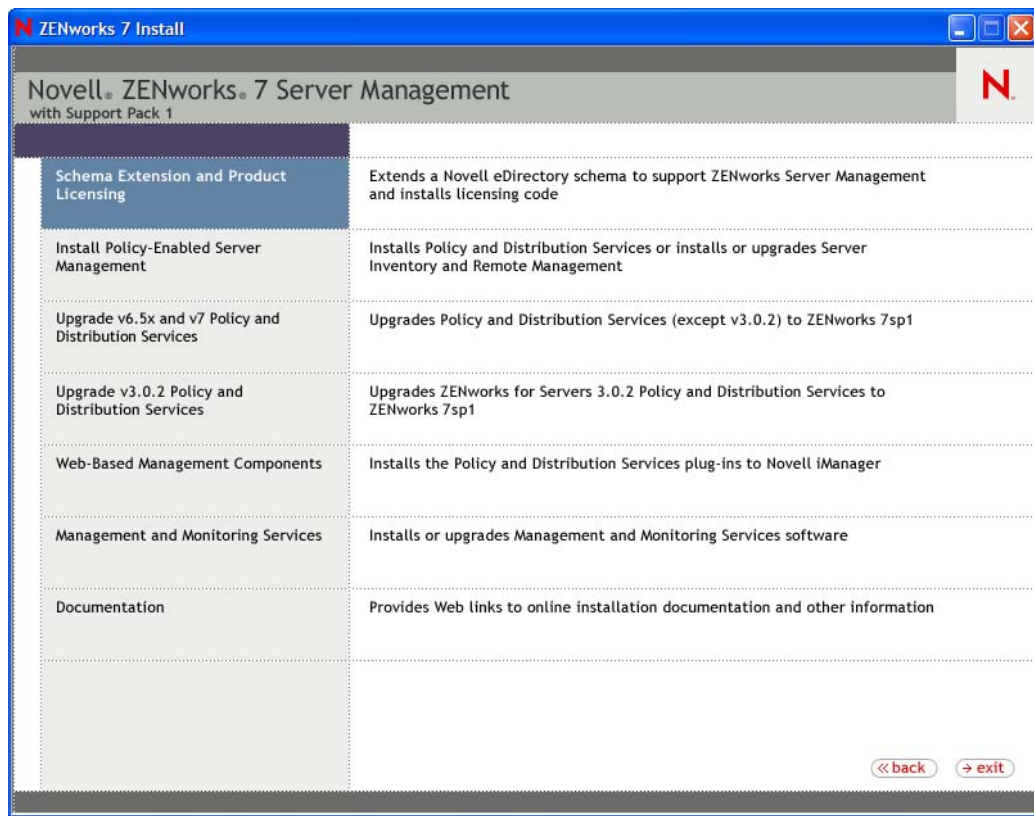 N ZENworks 7 Install
Novell® ZENworks® 7 Server Management
with Support Pack 1
N®
Schema Extension and Product
Licensing
Extends a Novell eDirectory schema to support ZENworks Server Management
and installs licensing code
Install Policy-Enabled Server
Management
Installs Policy and Distribution Services or installs or upgrades Server
Inventory and Remote Management
Upgrade v6.5x and v7 Policy and
Distribution Services
Upgrades Policy and Distribution Services (except v3.0.2) to ZENworks 7sp1
Upgrade v3.0.2 Policy and
Distribution Services
Upgrades ZENworks for Servers 3.0.2 Policy and Distribution Services to
ZENworks 7sp1
Web-Based Management Components
Installs the Policy and Distribution Services plug-ins to Novell iManager
Management and Monitoring Services
Installs or upgrades Management and Monitoring Services software
Documentation
Provides Web links to online installation documentation and other information
« back
→ exit